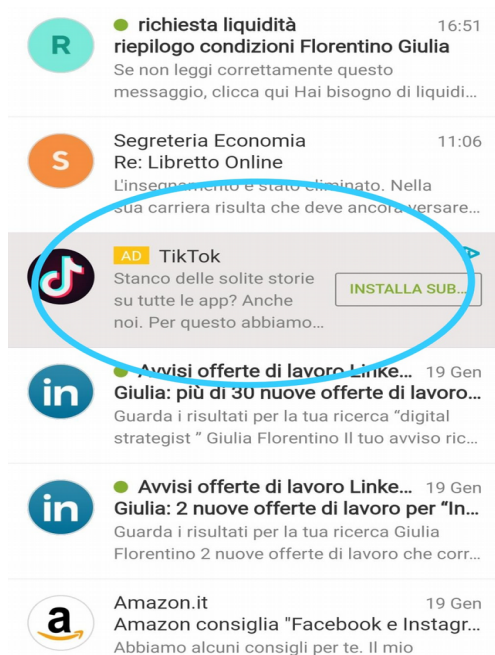 R
richiesta liquidità 16:51
riepilogo condizioni Florentino Giulia
Se non leggi correttamente questo
messaggio, clicca qui Hai bisogno di liquidi...
S
Segreteria Economia 11:06
Re: Libretto Online
L'insegnamento è stato eliminato. Nella
sua carriera risulta che deve ancora versare...
AD TikTok
Stanco delle solite storie
su tutte le app? Anche
noi. Per questo abbiamo...
INSTALLA SUB...
in
Avvisi offerte di lavoro Linke... 19 Gen
Giulia: più di 30 nuove offerte di lavoro...
Guarda i risultati per la tua ricerca “digital
strategist ” Giulia Florentino Il tuo avviso ric...
in
Avvisi offerte di lavoro Linke... 19 Gen
Giulia: 2 nuove offerte di lavoro per “In...
Guarda i risultati per la tua ricerca Giulia
Florentino 2 nuove offerte di lavoro che corr...
a
Amazon.it 19 Gen
Amazon consiglia "Facebook e Instagr...
Abbiamo alcuni consigli per te. Il mio